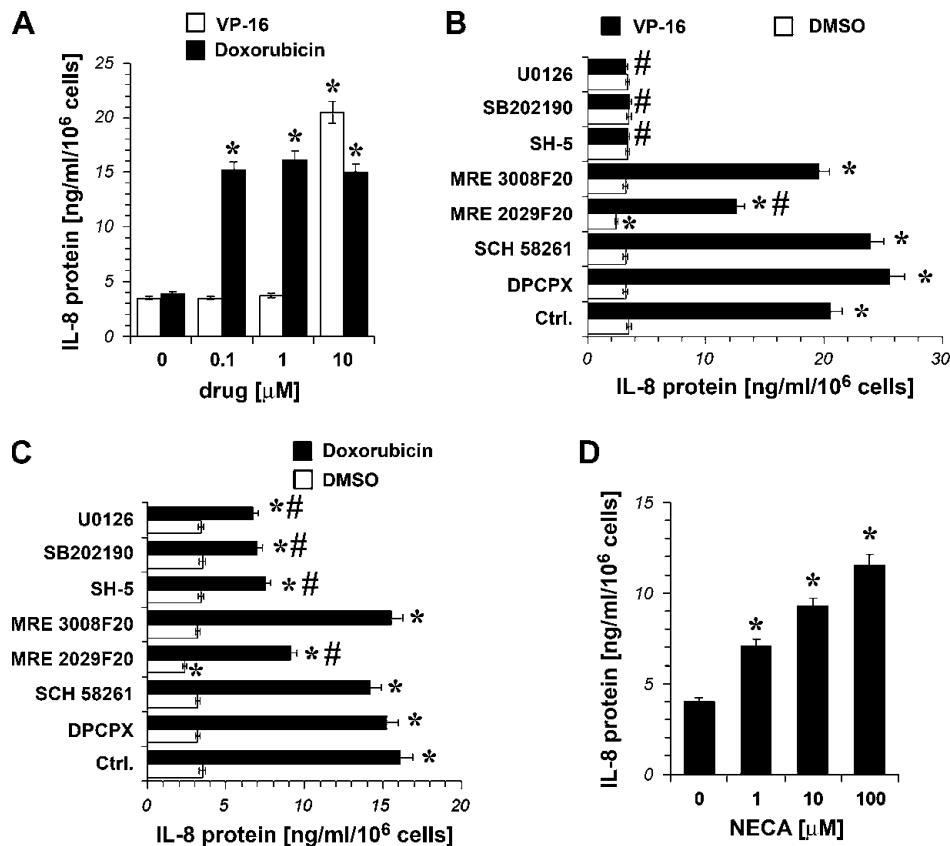 A
VP-16
Doxorubicin
IL-8 protein [ng/ml/10⁶ cells]
25
20
15
10
5
0
* * * *
0 0.1 1 10
drug [µM]
B
VP-16 DMSO
U0126 #
SB202190 #
SH-5 #
MRE 3008F20 *
MRE 2029F20 * #
*
SCH 58261 *
DPCPX *
Ctrl. *
0 10 20 30
IL-8 protein [ng/ml/10⁶ cells]
C
Doxorubicin
DMSO
U0126 *#
SB202190 *#
SH-5 *#
MRE 3008F20 *
MRE 2029F20 *#
*
SCH 58261 *
DPCPX *
Ctrl. *
0 5 10 15 20
IL-8 protein [ng/ml/10⁶ cells]
D
IL-8 protein [ng/ml/10⁶ cells]
15
10
5
0
* * *
0 1 10 100
NECA [µM]